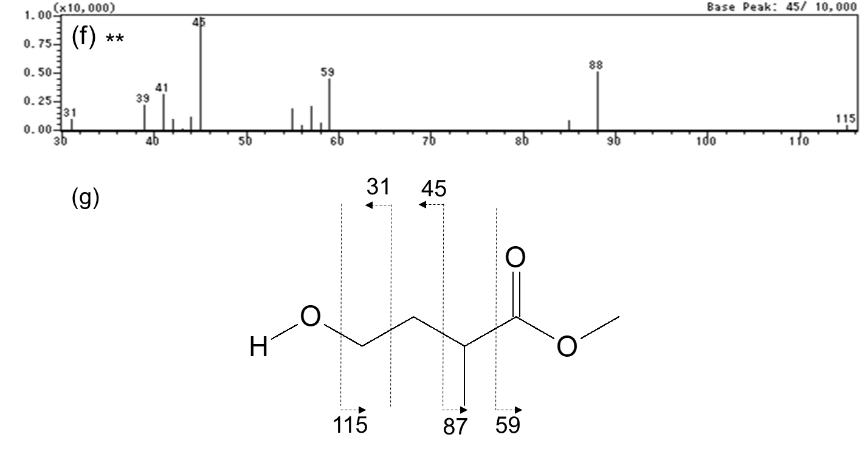 (x10,000)
Base Peak: 45/ 10,000
1.00
0.75
0.50
0.25
0.00
(f) **
31
39
41
45
59
88
115
30 40 50 60 70 80 90 100 110
(g)
31 45
O
O
H
O
115 87 59